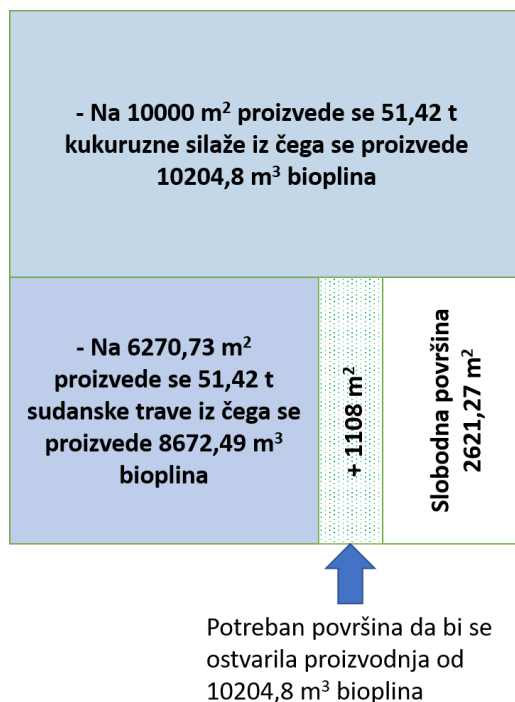 - Na 10000 m² proizvede se 51,42 t
kukuruzne silaže iz čega se proizvede
10204,8 m³ bioplina
- Na 6270,73 m²
proizvede se 51,42 t
sudanske trave iz čega se
proizvede 8672,49 m³
bioplina
+ 1108 m²
Slobodna površina
2621,27 m²
Potreban površina da bi se
ostvarila proizvodnja od
10204,8 m³ bioplina